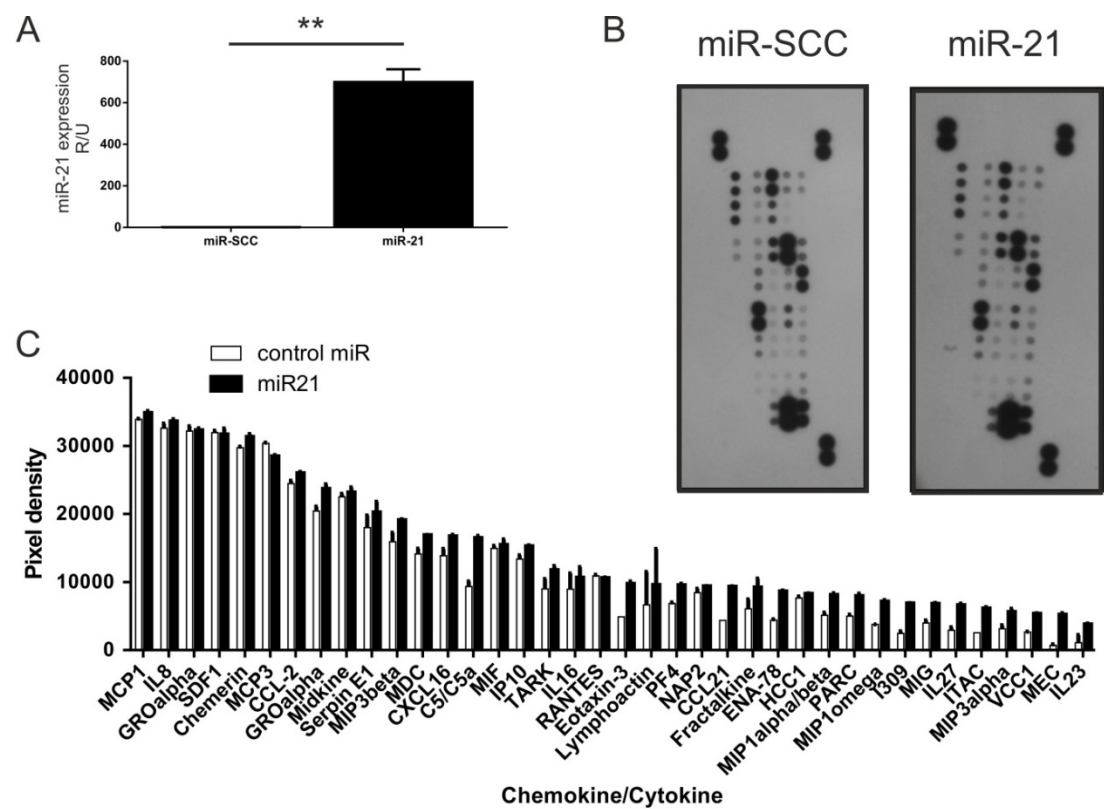 A
**
miR-21 expression
R/U
800
600
400
200
0
miR-SCC
miR-21
B
miR-SCC
miR-21
C
control miR
miR21
Pixel density
40000
30000
20000
10000
0
MCP1
IL8
GROalpha
SDF1
Chemerin
MCP3
CCL-2
GROalpha
Midkine
Serpin E1
MIP3beta
MDC
CXCL16
C5/C5a
MIF
IP10
TARK
IL16
RANTES
Eotaxin-3
Lymphoactin
PF4
NAP2
CCL21
Fractalkine
ENA-78
HCC1
MIP1alpha/beta
PARC
MIP1omega
I309
MIG
IL27
ITAC
MIP3alpha
VCC1
MEC
IL23
Chemokine/Cytokine